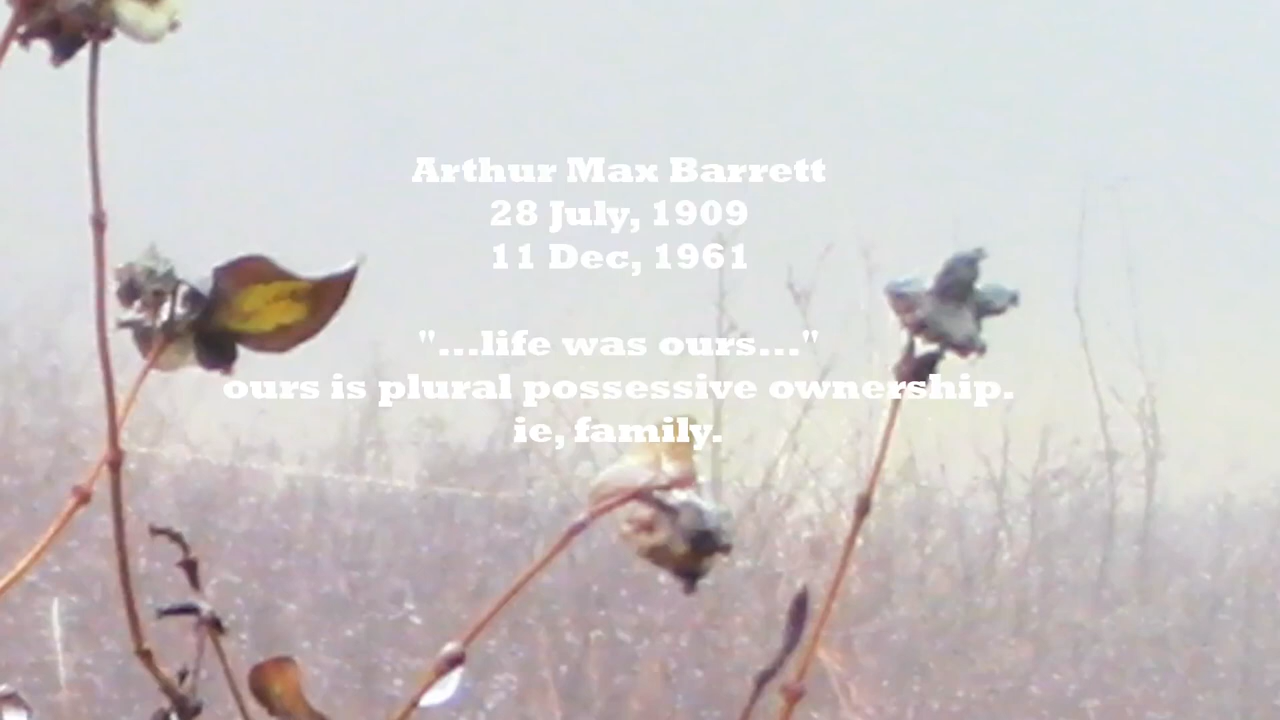 Arthur Max Barrett
28 July, 1909
11 Dec, 1961
"...life was ours..."
ours is plural possessive ownership.
ie, family.